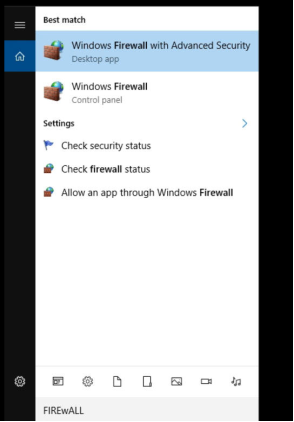 Best match
Windows Firewall with Advanced Security
Desktop app
Windows Firewall
Control panel
Settings
Check security status
Check firewall status
Allow an app through Windows Firewall
FIREwALL